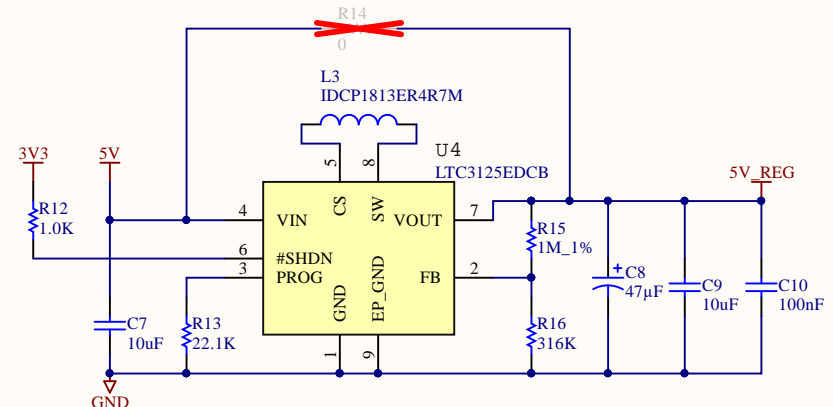 R14
0
L3
IDCP1813ER4R7M
5
8
U4
LTC3125EDCB
3V3
5V
5V_REG
R12
1.0K
4
VIN
CS
SW
VOUT
7
R15
1M_1%
6
#SHDN
3
PROG
FB
2
C8
47µF
C9
10uF
C10
100nF
GND
EP_GND
C7
10uF
R13
22.1K
R16
316K
1
9
GND